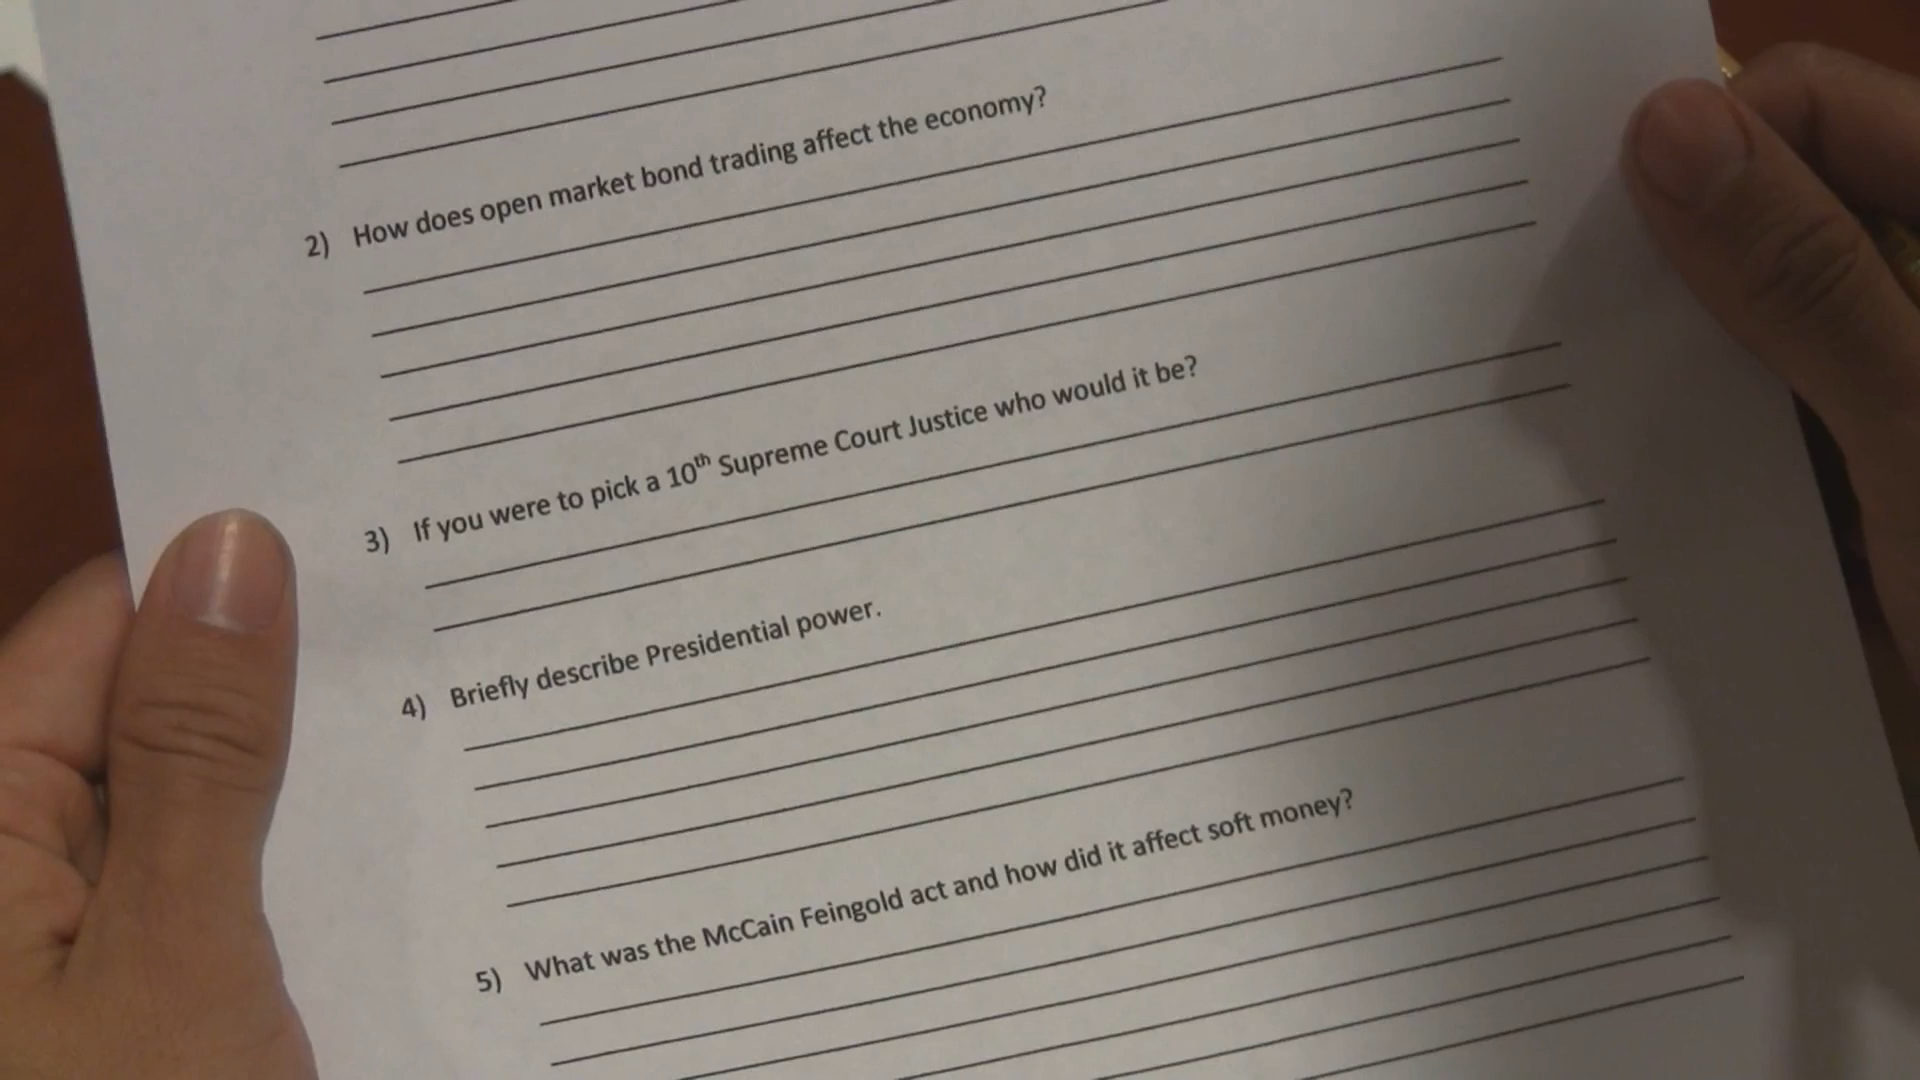 2) How does open market bond trading affect the economy?
3) If you were to pick a 10th Supreme Court Justice who would it be?
4) Briefly describe Presidential power.
5) What was the McCain Feingold act and how did it affect soft money?